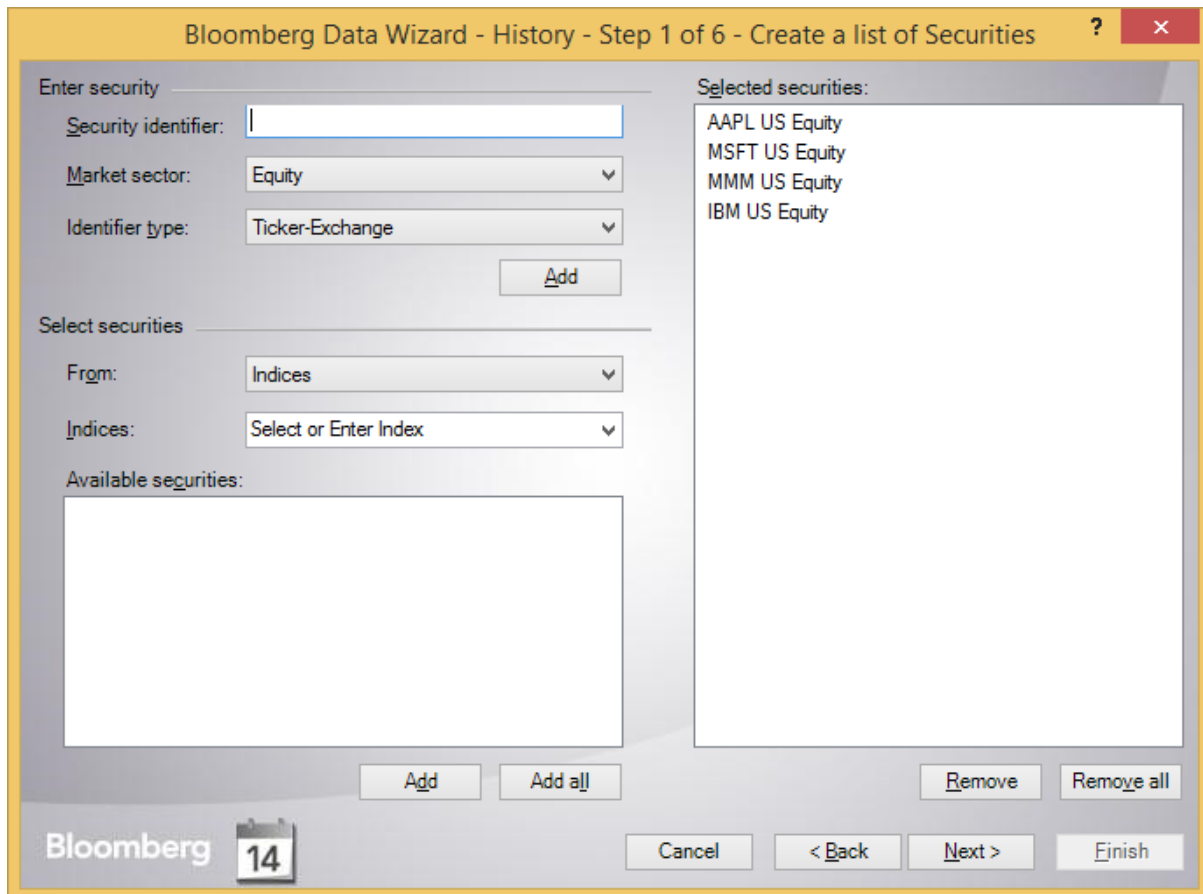 Bloomberg Data Wizard - History - Step 1 of 6 - Create a list of Securities ?
Enter security
Security identifier:
Market sector: Equity
Identifier type: Ticker-Exchange
Add
Select securities
From: Indices
Indices: Select or Enter Index
Available securities:
Add Add all
Selected securities:
AAPL US Equity
MSFT US Equity
MMM US Equity
IBM US Equity
Remove Remove all
Bloomberg 14 Cancel < Back Next > Finish